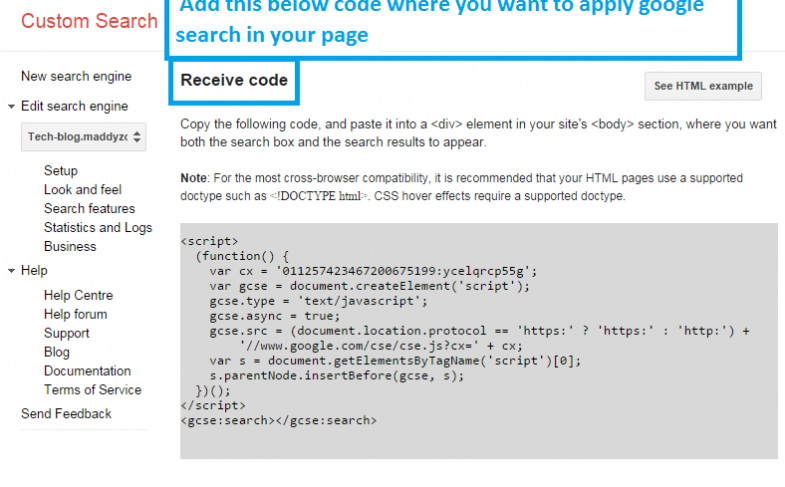 Add this below code where you want to apply google
search in your page
Custom Search
New search engine
Edit search engine
Tech-blog.maddyzo
Setup
Look and feel
Search features
Statistics and Logs
Business
Help
Help Centre
Help forum
Support
Blog
Documentation
Terms of Service
Send Feedback
Receive code
See HTML example
Copy the following code, and paste it into a <div> element in your site's <body> section, where you want
both the search box and the search results to appear.
Note: For the most cross-browser compatibility, it is recommended that your HTML pages use a supported
doctype such as <!DOCTYPE html>. CSS hover effects require a supported doctype.
<script>
(function() {
var cx = '011257423467200675199:ycelqrcp55g';
var gcse = document.createElement('script');
gcse.type = 'text/javascript';
gcse.async = true;
gcse.src = (document.location.protocol == 'https:' ? 'https:' : 'http:') +
'//www.google.com/cse/cse.js?cx=' + cx;
var s = document.getElementsByTagName('script')[0];
s.parentNode.insertBefore(gcse, s);
})();
</script>
<gcse:search></gcse:search>